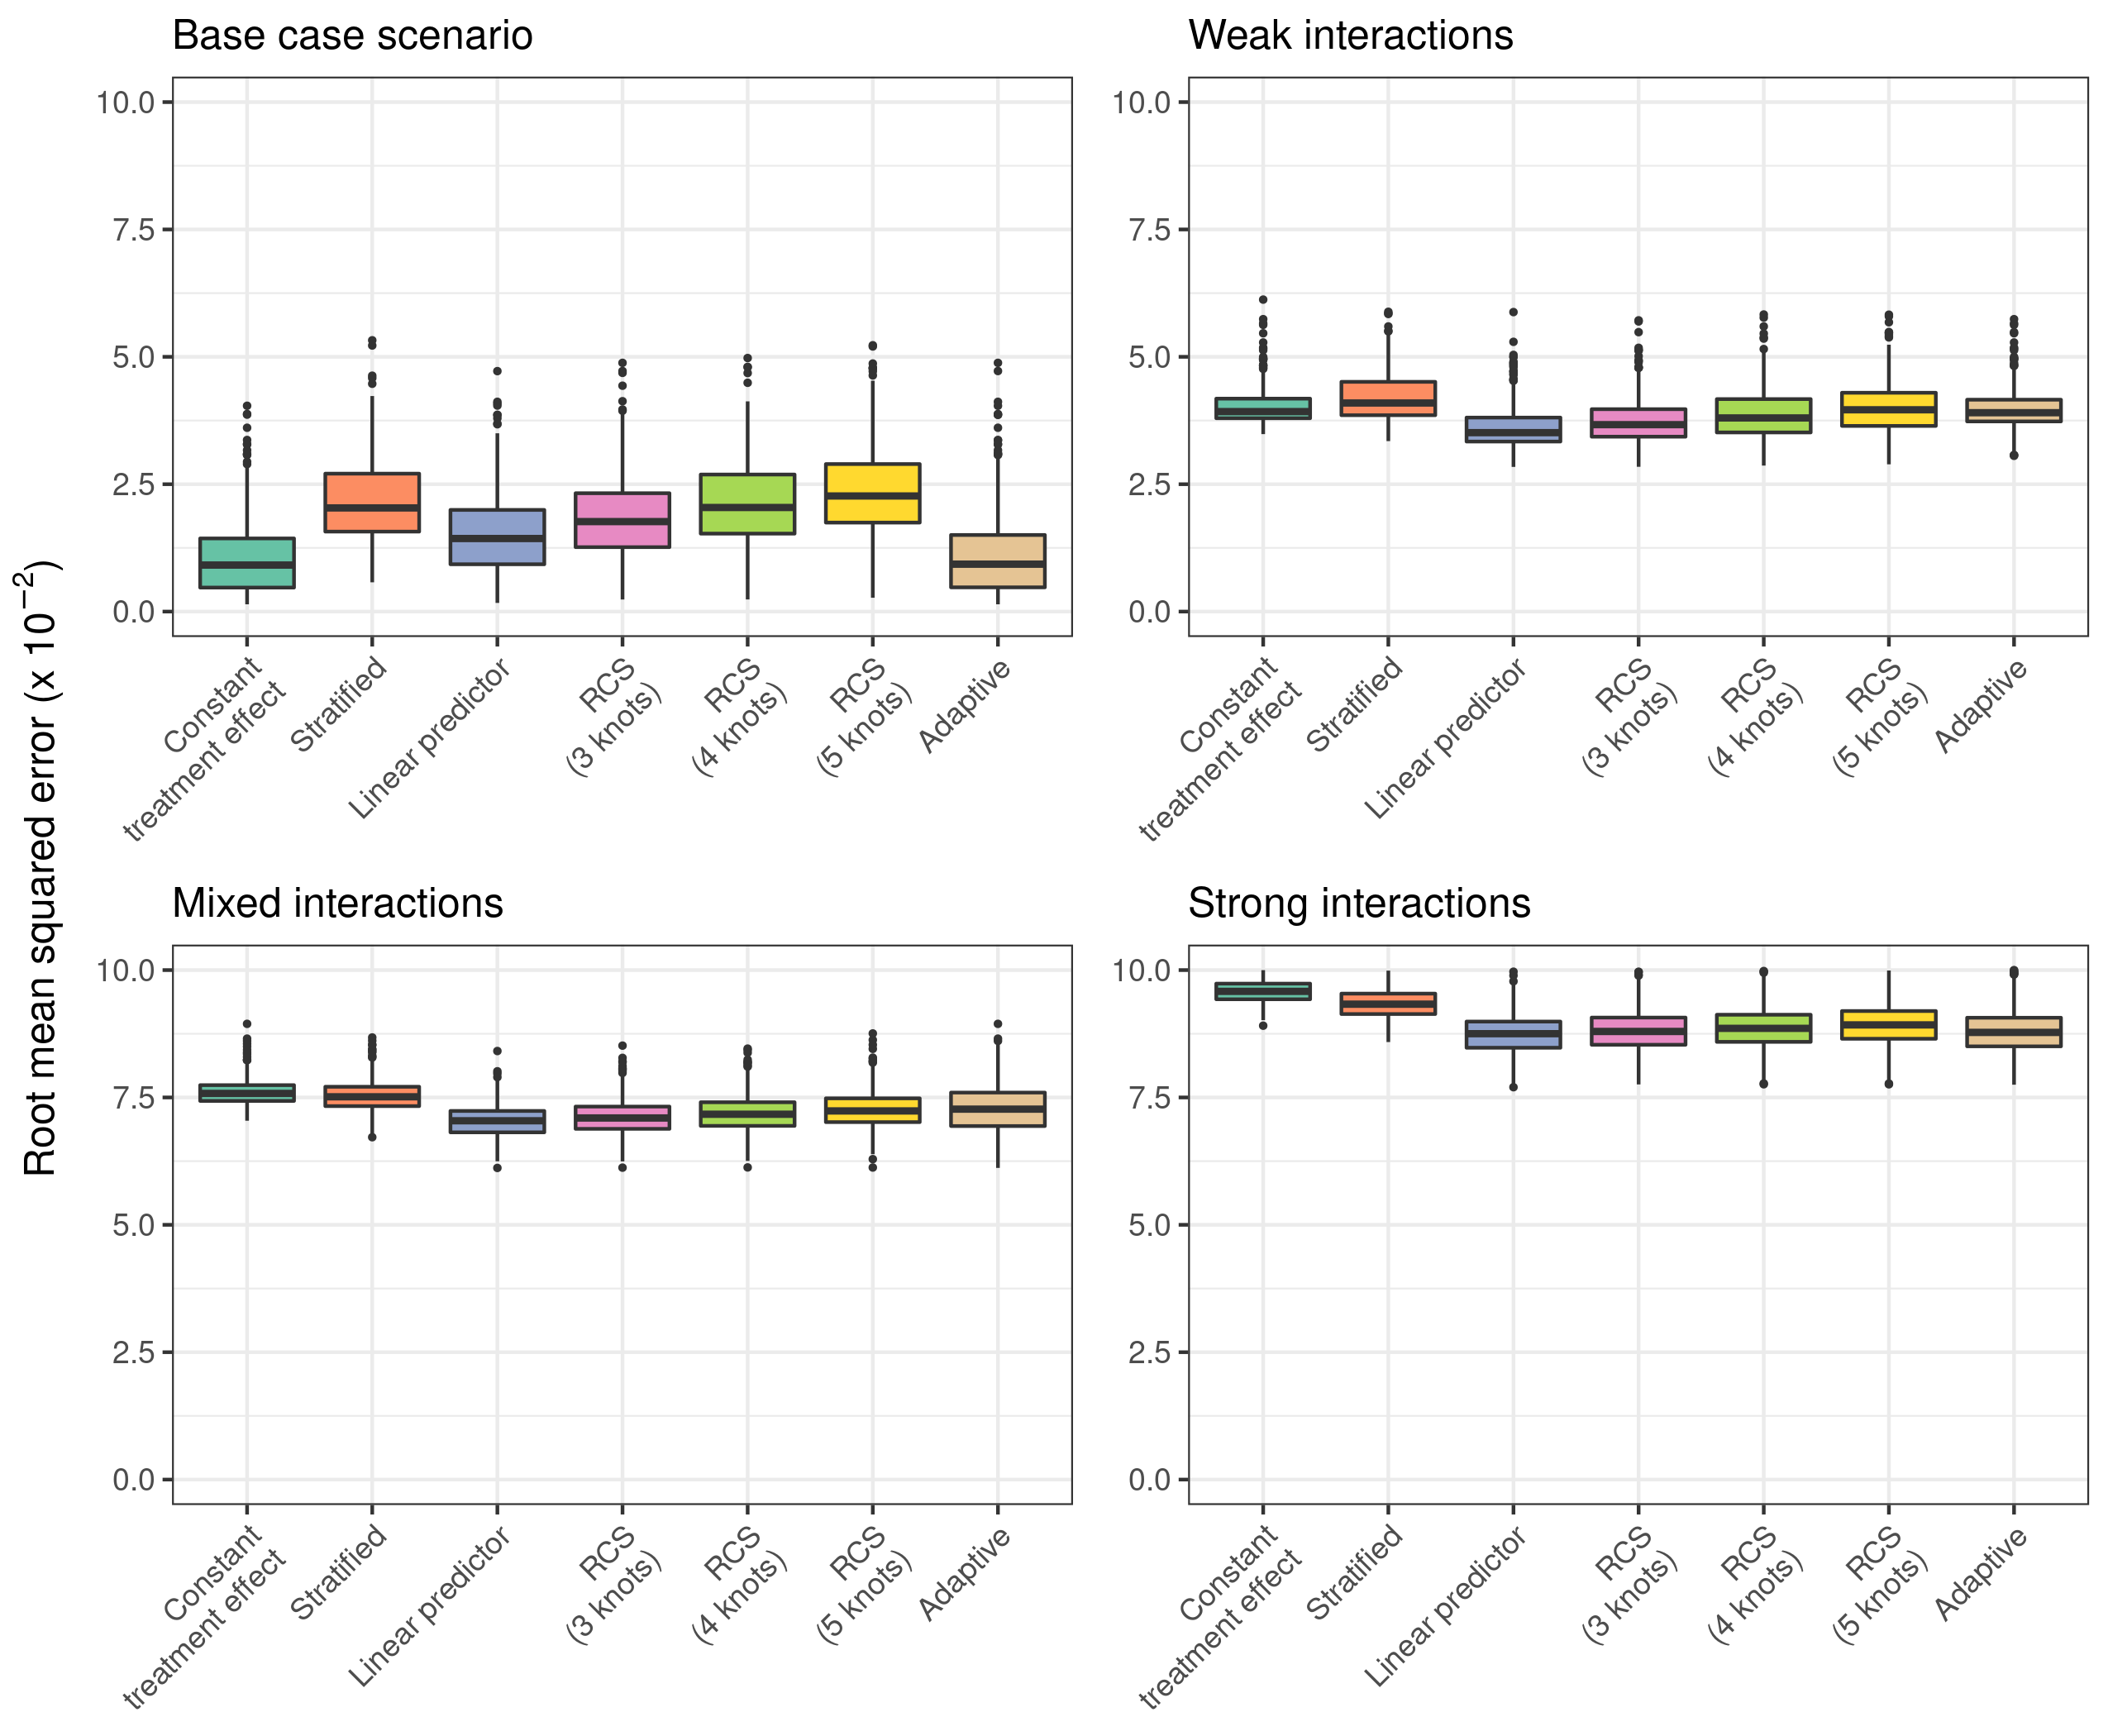 Base case scenario
10.0
7.5
5.0
2.5
0.0
Constant
treatment effect
Stratified
Linear predictor
RCS
(3 knots)
RCS
(4 knots)
RCS
(5 knots)
Adaptive
Weak interactions
10.0
7.5
5.0
2.5
0.0
Constant
treatment effect
Stratified
Linear predictor
RCS
(3 knots)
RCS
(4 knots)
RCS
(5 knots)
Adaptive
Root mean squared error (x 10⁻²)
Mixed interactions
10.0
7.5
5.0
2.5
0.0
Constant
treatment effect
Stratified
Linear predictor
RCS
(3 knots)
RCS
(4 knots)
RCS
(5 knots)
Adaptive
Strong interactions
10.0
7.5
5.0
2.5
0.0
Constant
treatment effect
Stratified
Linear predictor
RCS
(3 knots)
RCS
(4 knots)
RCS
(5 knots)
Adaptive